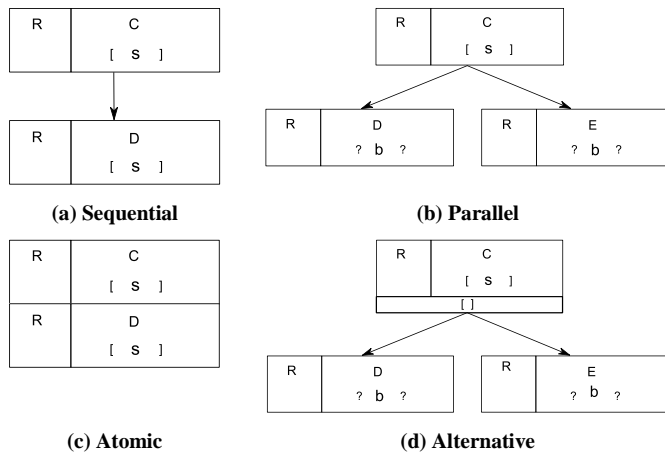 R C
[ s ]
R D
[ s ]
(a) Sequential
R C
[ s ]
R D
? b ?
R E
? b ?
(b) Parallel
R C
[ s ]
R D
[ s ]
(c) Atomic
R C
[ s ]
[ ]
R D
? b ?
R E
? b ?
(d) Alternative